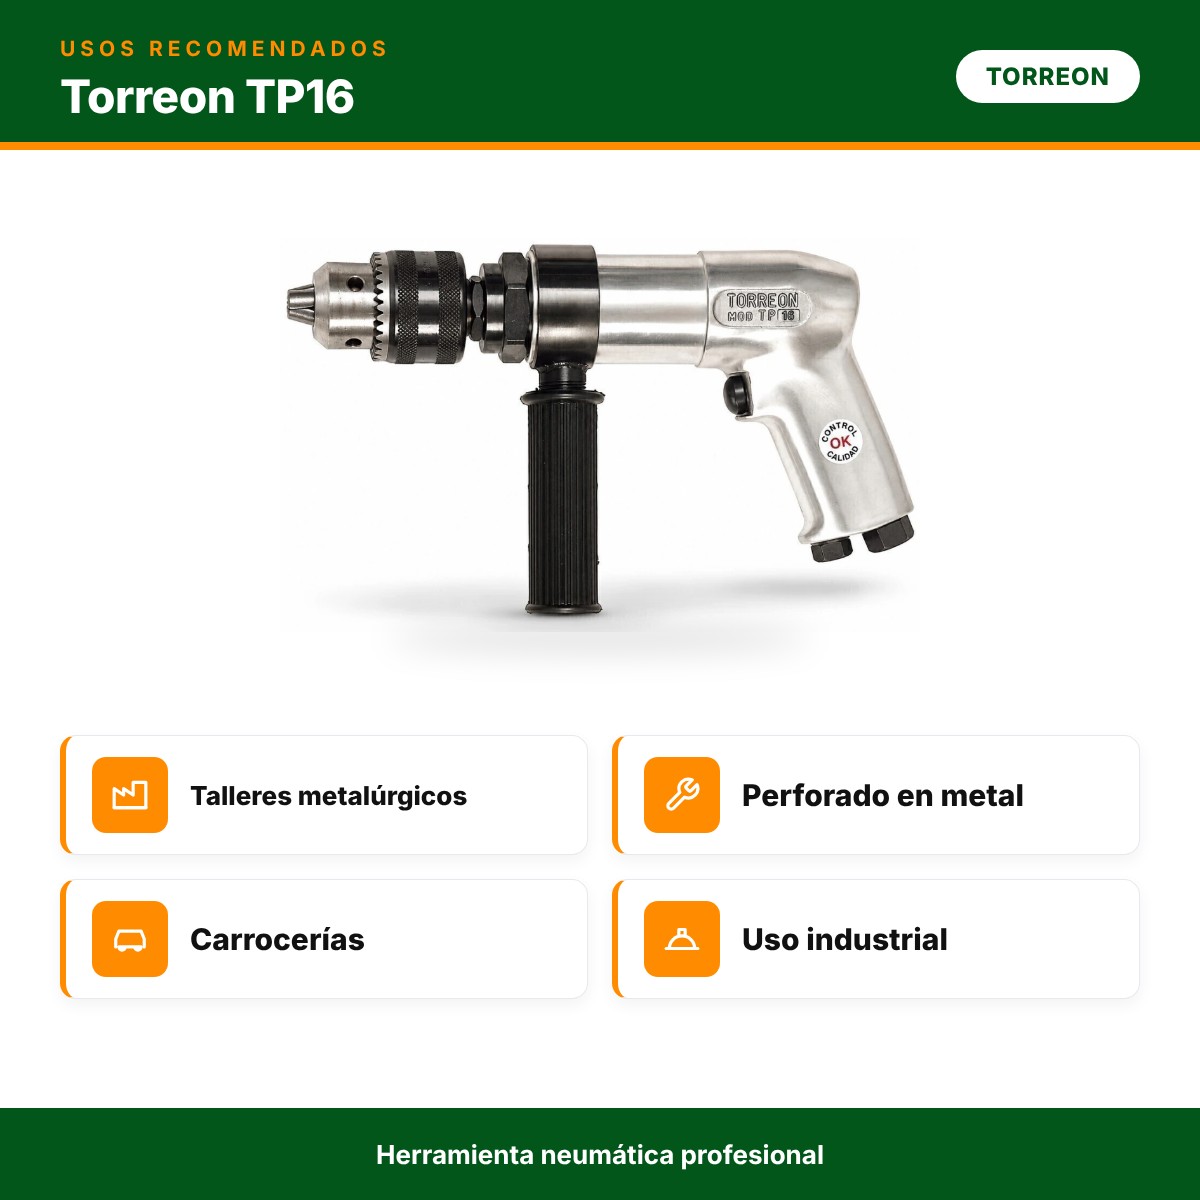 USOS RECOMENDADOS
Torreon TP16
TORREON
TORREON
MOD TP 16
CONTROL
OK
CALIDAD
Talleres metalúrgicos
Perforado en metal
Carrocerías
Uso industrial
Herramienta neumática profesional